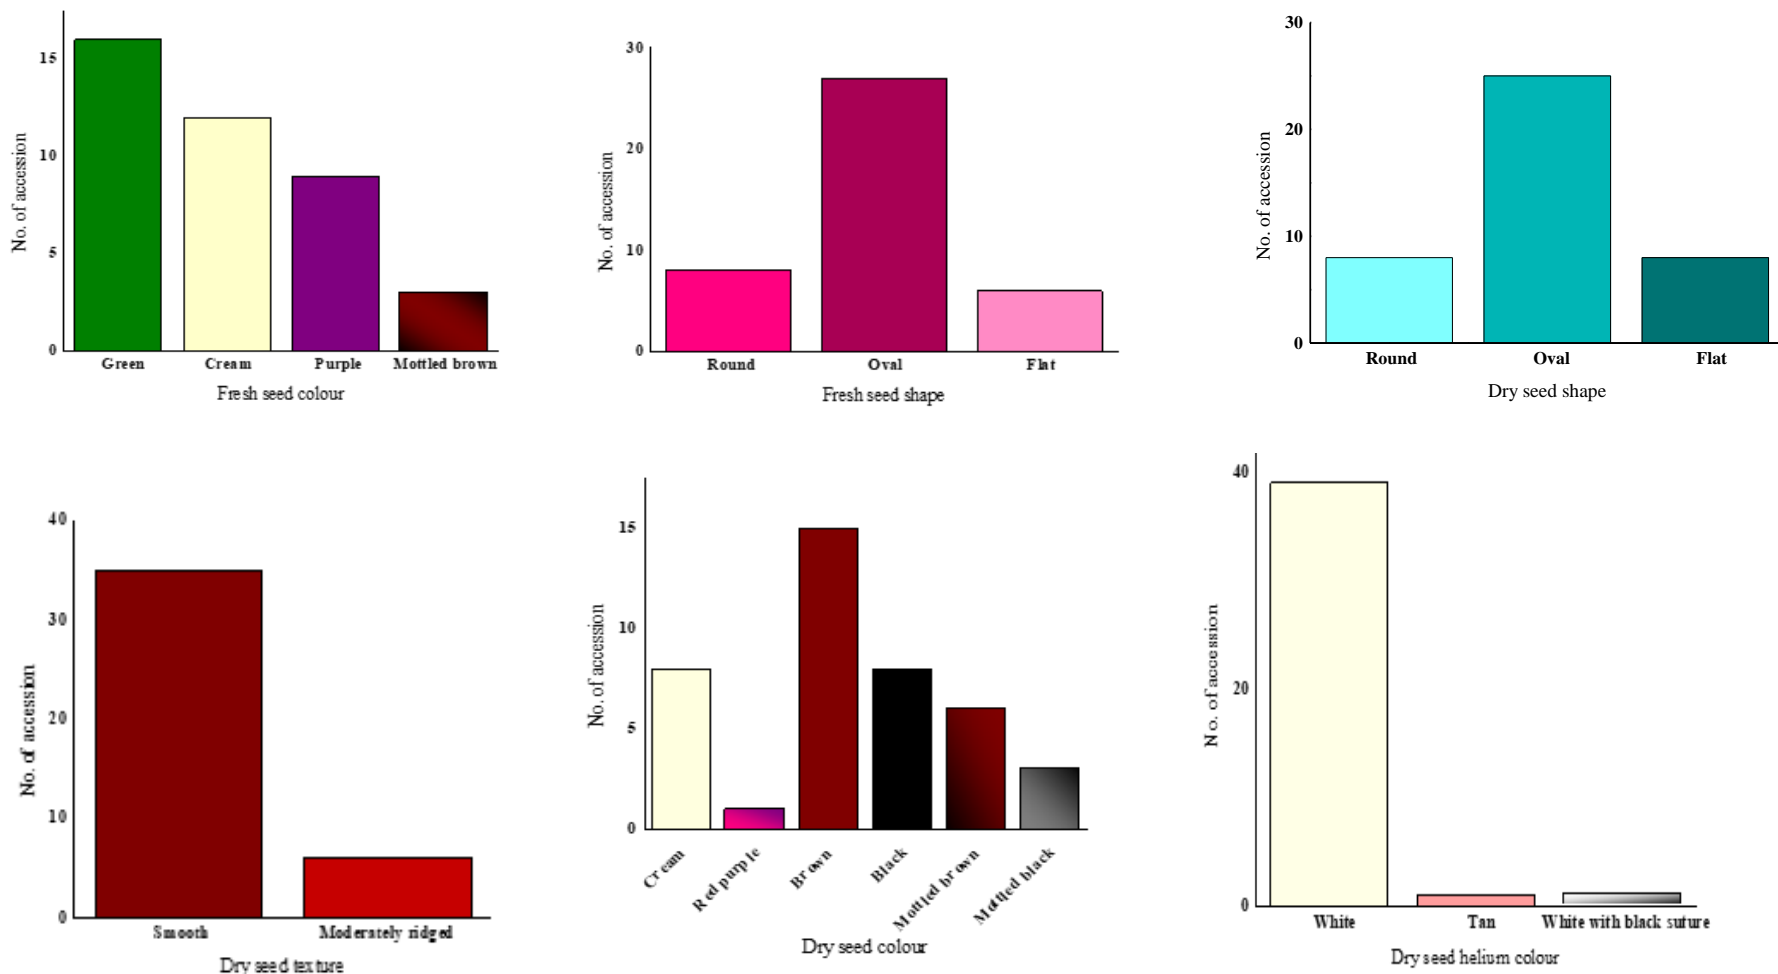 No. of accession
15
10
5
0
Green Cream Purple Mottled brown
Fresh seed colour
No. of accession
30
20
10
0
Round Oval Flat
Fresh seed shape
No. of accession
30
20
10
0
Round Oval Flat
Dry seed shape
No. of accession
40
30
20
10
0
Smooth Moderately ridged
Dry seed texture
No. of accession
15
10
5
0
Cream Red purple Brown Black Mottled brown Mottled black
Dry seed colour
No. of accession
40
20
0
White Tan White with black suture
Dry seed helium colour